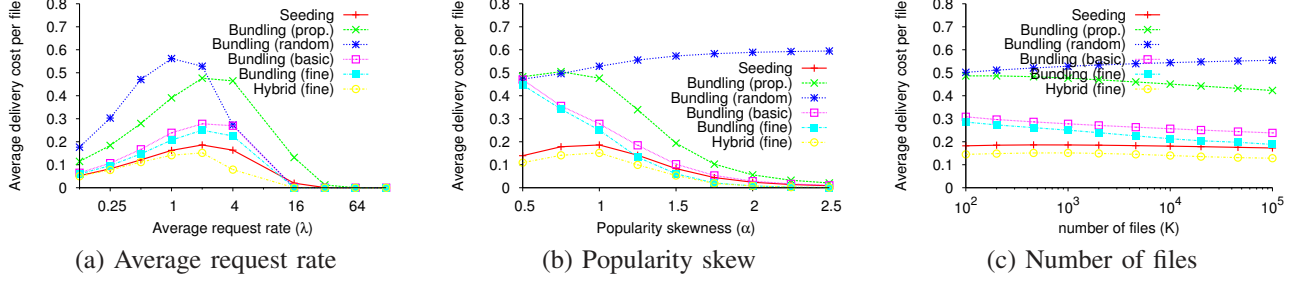 Average delivery cost per file
0.8
0.7
0.6
0.5
0.4
0.3
0.2
0.1
0
0.25
1
4
16
64
Average request rate (λ)
Seeding
Bundling (prop.)
Bundling (random)
Bundling (basic)
Bundling (fine)
Hybrid (fine)
(a) Average request rate
Average delivery cost per file
0.8
0.7
0.6
0.5
0.4
0.3
0.2
0.1
0
0.5
1
1.5
2
2.5
Popularity skewness (α)
Seeding
Bundling (prop.)
Bundling (random)
Bundling (basic)
Bundling (fine)
Hybrid (fine)
(b) Popularity skew
Average delivery cost per file
0.8
0.7
0.6
0.5
0.4
0.3
0.2
0.1
0
10²
10³
10⁴
10⁵
number of files (K)
Seeding
Bundling (prop.)
Bundling (random)
Bundling (basic)
Bundling (fine)
Hybrid (fine)
(c) Number of files